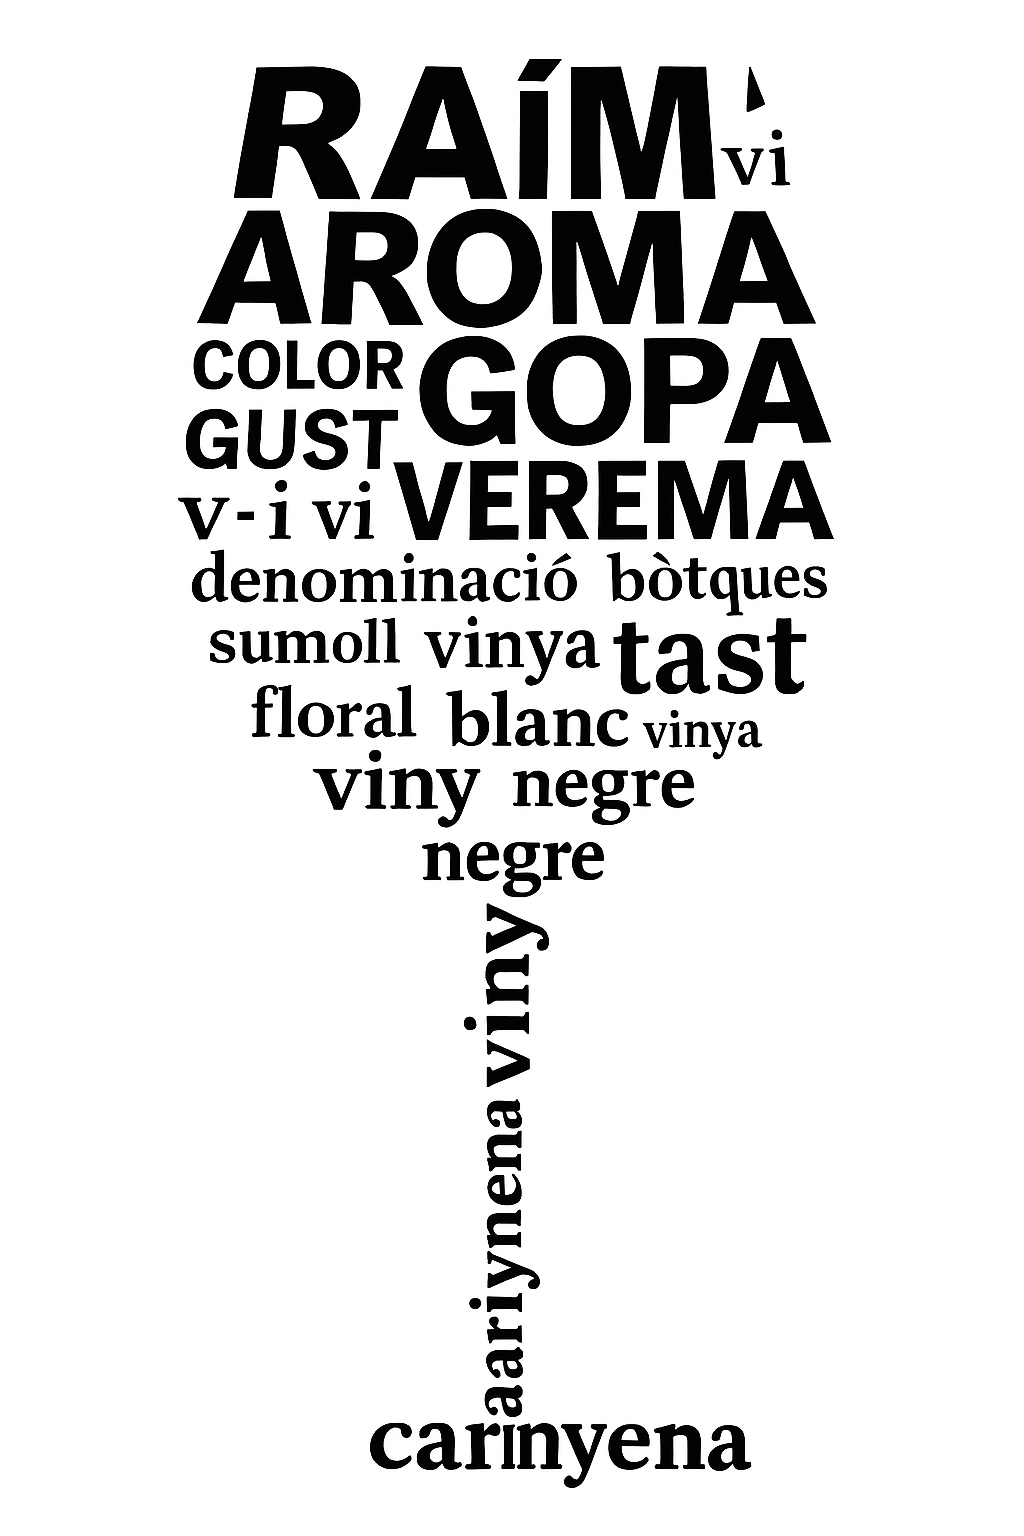 RAíM vi
AROMA
COLOR GOPA
GUST
v-i vi VEREMA
denominació bòtques
sumoll vinya tast
floral blanc vinya
viny negre
negre
viny
aariynena
carinyena